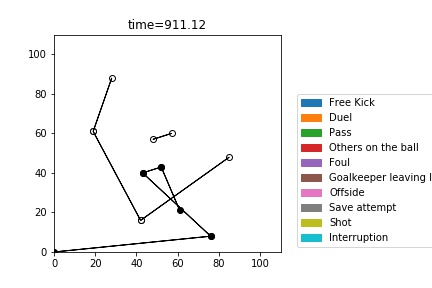 time=911.12
100
80
60
40
20
0
0 20 40 60 80 100
Free Kick
Duel
Pass
Others on the ball
Foul
Goalkeeper leaving l
Offside
Save attempt
Shot
Interruption